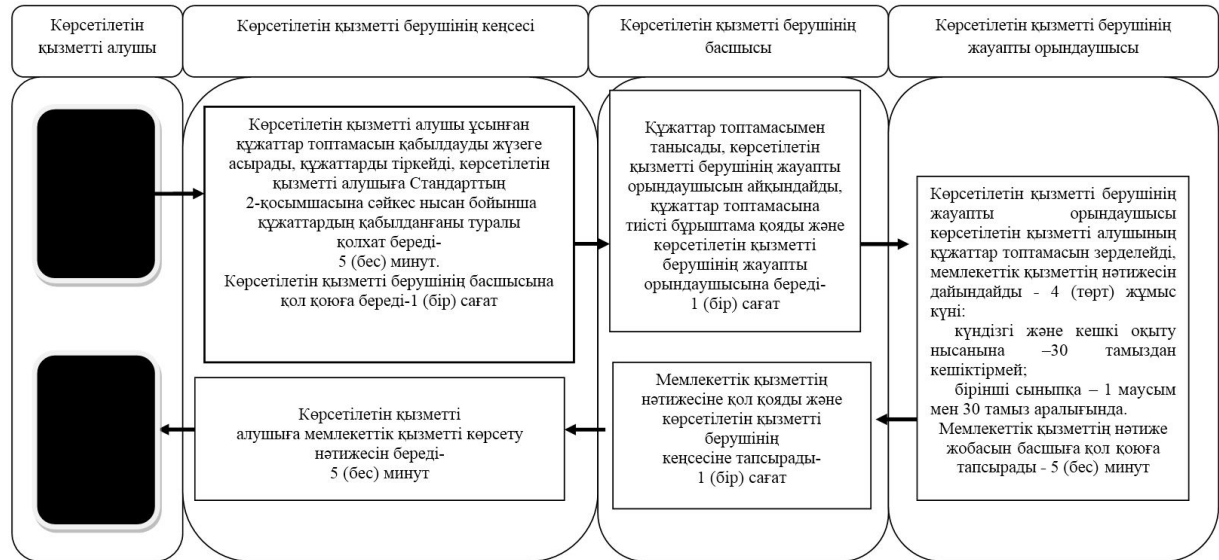 Көрсетілетін
қызметті алушы
Көрсетілетін қызметті берушінің кеңсесі
Көрсетілетін қызметті берушінің
басшысы
Көрсетілетін қызметті берушінің
жауапты орындаушысы
Көрсетілетін қызметті алушы ұсынған
құжаттар топтамасын қабылдауды жүзеге
асырады, құжаттарды тіркейді, көрсетілетін
қызметті алушыға Стандарттың
2-қосымшасына сәйкес нысан бойынша
құжаттардың қабылданғаны туралы
қолхат береді-
5 (бес) минут.
Көрсетілетін қызметті берушінің басшысына
қол қоюға береді-1 (бір) сағат
Құжаттар топтамасымен
танысады, көрсетілетін
қызметті берушінің жауапты
орындаушысын айқындайды,
құжаттар топтамасына
тиісті бұрыштама қояды және
көрсетілетін қызметті
берушінің жауапты
орындаушысына береді-
1 (бір) сағат
Көрсетілетін қызметті берушінің
жауапты орындаушысы
көрсетілетін қызметті алушының
құжаттар топтамасын зерделейді,
мемлекеттік қызметтің нәтижесін
дайындайды - 4 (төрт) жұмыс
күні:
күндізгі және кешкі оқыту
нысанына –30 тамыздан
кешіктірмей;
бірінші сыныпқа – 1 маусым
мен 30 тамыз аралығында.
Мемлекеттік қызметтің нәтиже
жобасын басшыға қол қоюға
тапсырады - 5 (бес) минут
Мемлекеттік қызметтің
нәтижесіне қол қояды және
көрсетілетін қызметті
берушінің
кеңсесіне тапсырады-
1 (бір) сағат
Көрсетілетін қызметті
алушыға мемлекеттік қызметті көрсету
нәтижесін береді-
5 (бес) минут